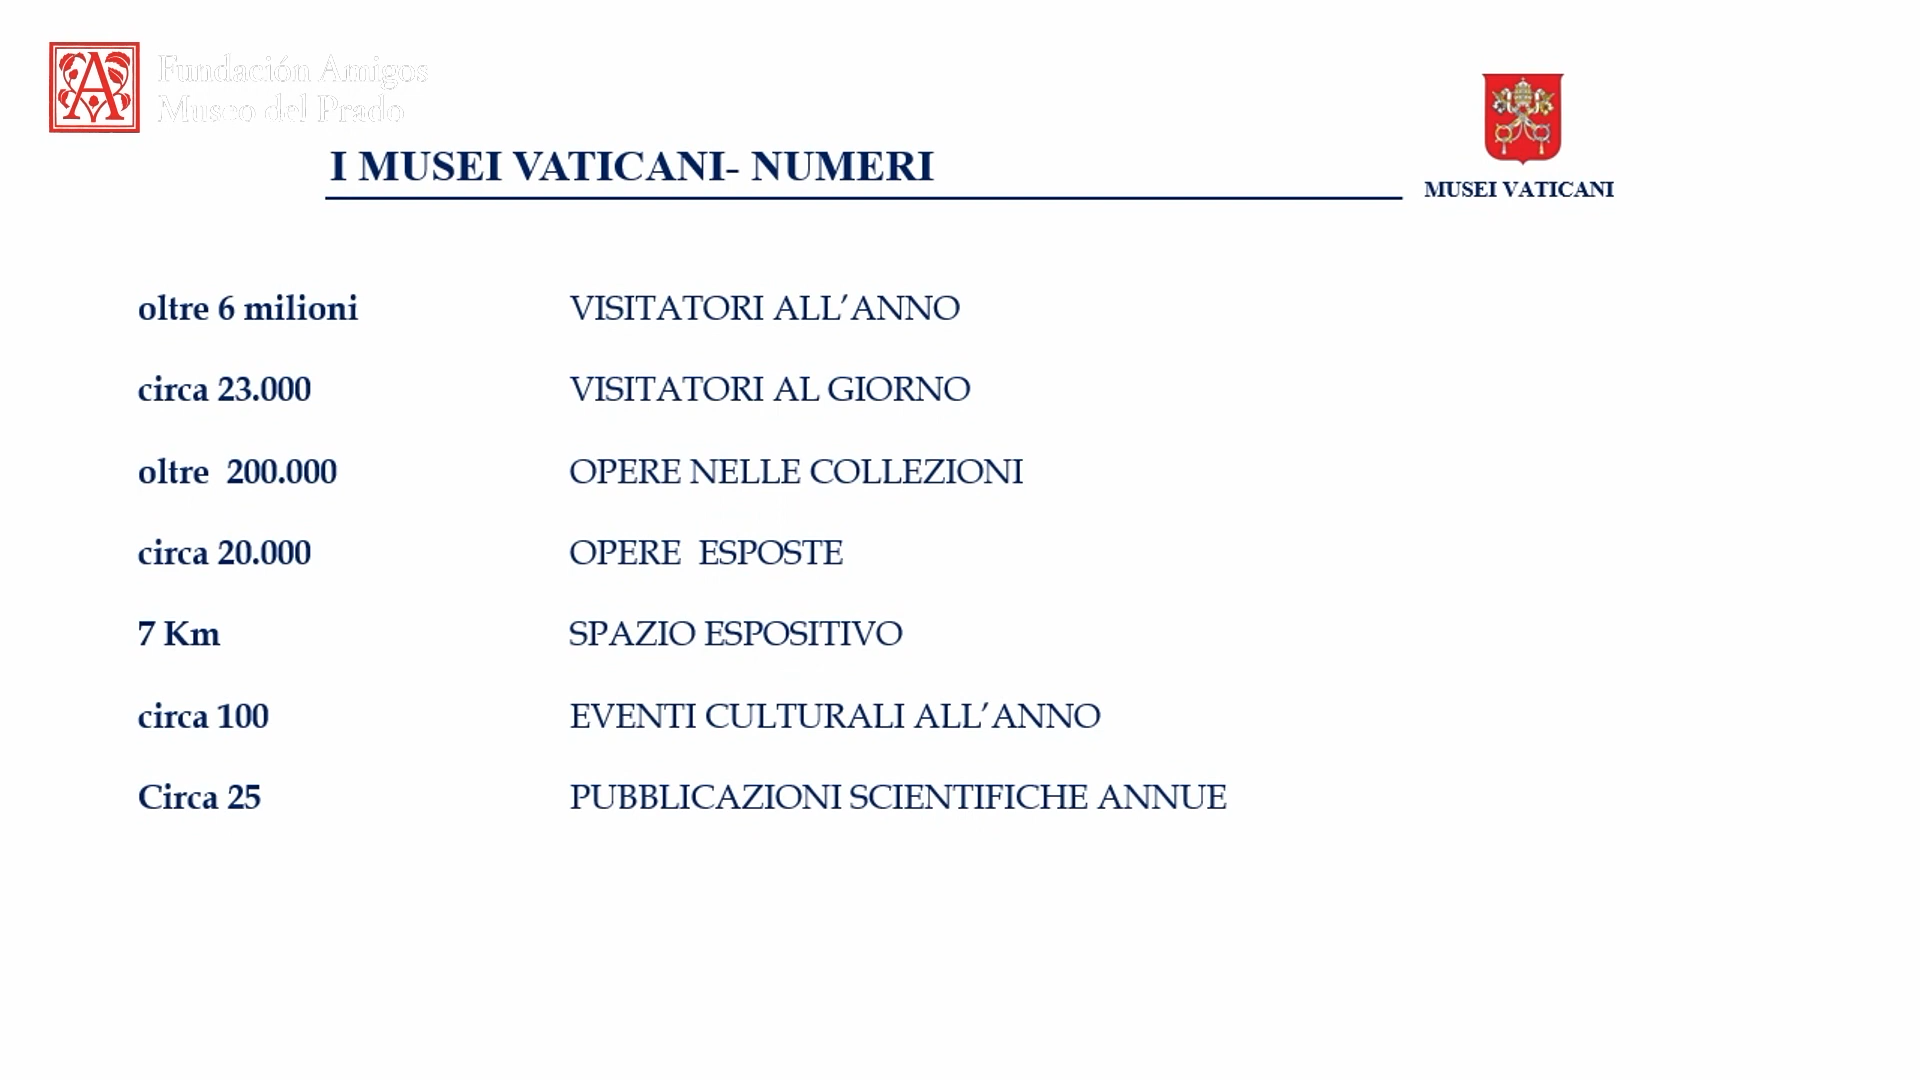 Fundación Amigos
Museo del Prado
I MUSEI VATICANI- NUMERI
MUSEI VATICANI
oltre 6 milioni VISITATORI ALL’ANNO
circa 23.000 VISITATORI AL GIORNO
oltre 200.000 OPERE NELLE COLLEZIONI
circa 20.000 OPERE ESPOSTE
7 Km SPAZIO ESPOSITIVO
circa 100 EVENTI CULTURALI ALL’ANNO
Circa 25 PUBBLICAZIONI SCIENTIFICHE ANNUE